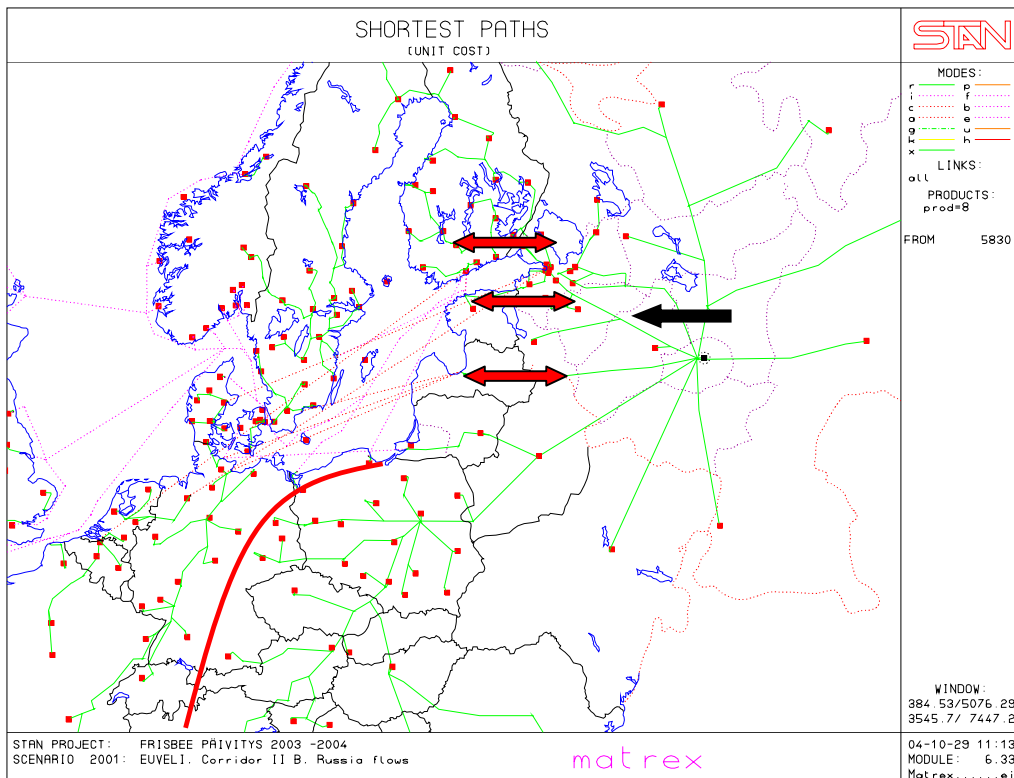 SHORTEST PATHS
(UNIT COST)
STAN
MODES:
r p
i f
c b
a e
g u
k h
x
LINKS:
all
PRODUCTS:
prod=8
FROM 5830
WINDOW:
384.53/5076.29
3545.7/ 7447.2
04-10-29 11:13
MODULE: 6.33
Matrex......ei
STAN PROJECT: FRISBEE PÄIVITYS 2003 -2004
SCENARIO 2001: EUVELI. Corridor II B. Russia flows
matrex